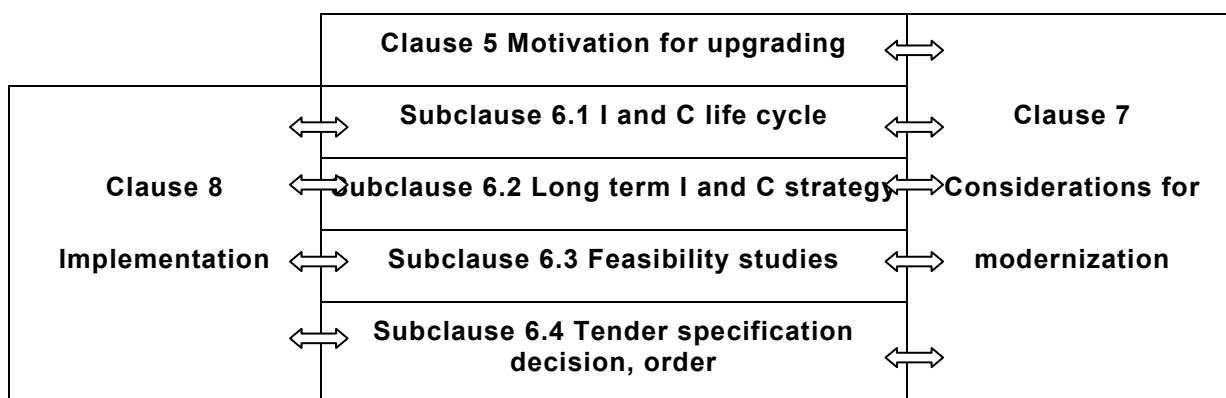 Clause 5 Motivation for upgrading
Subclause 6.1 I and C life cycle
Subclause 6.2 Long term I and C strategy
Subclause 6.3 Feasibility studies
Subclause 6.4 Tender specification
decision, order
Clause 8
Implementation
Clause 7
Considerations for
modernization